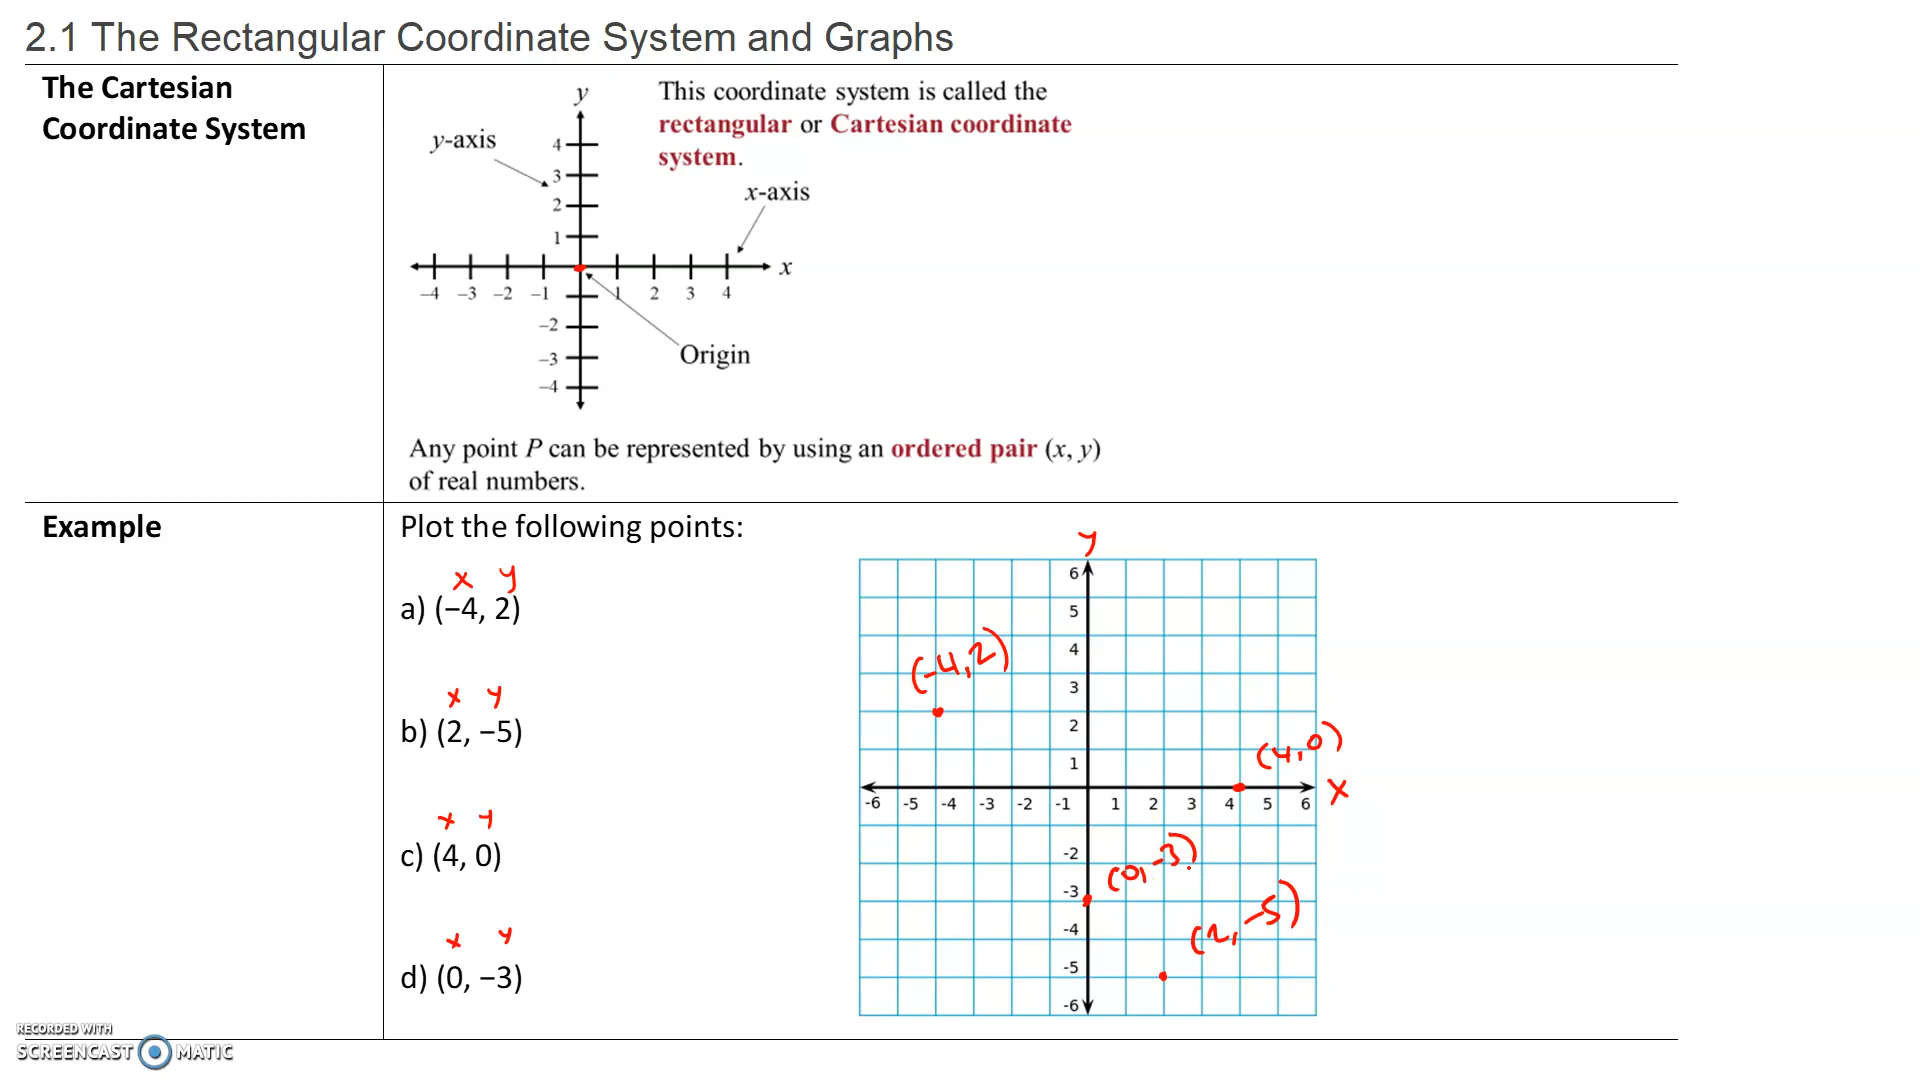 2.1 The Rectangular Coordinate System and Graphs
The Cartesian
Coordinate System
y
This coordinate system is called the
rectangular or Cartesian coordinate
system.
y-axis
x-axis
4
3
2
1
x
–4 –3 –2 –1 1 2 3 4
–2
–3
–4
Origin
Any point P can be represented by using an ordered pair (x, y)
of real numbers.
Example
Plot the following points:
x y
a) (−4, 2)
x y
b) (2, −5)
x y
c) (4, 0)
x y
d) (0, −3)
y
6
5
4
(-4,2)
3
2
(4,0)
1
x
-6 -5 -4 -3 -2 -1 1 2 3 4 5 6
-2
(0,-3)
-3
(2,-5)
-4
-5
-6
RECORDED WITH
SCREENCAST MATIC